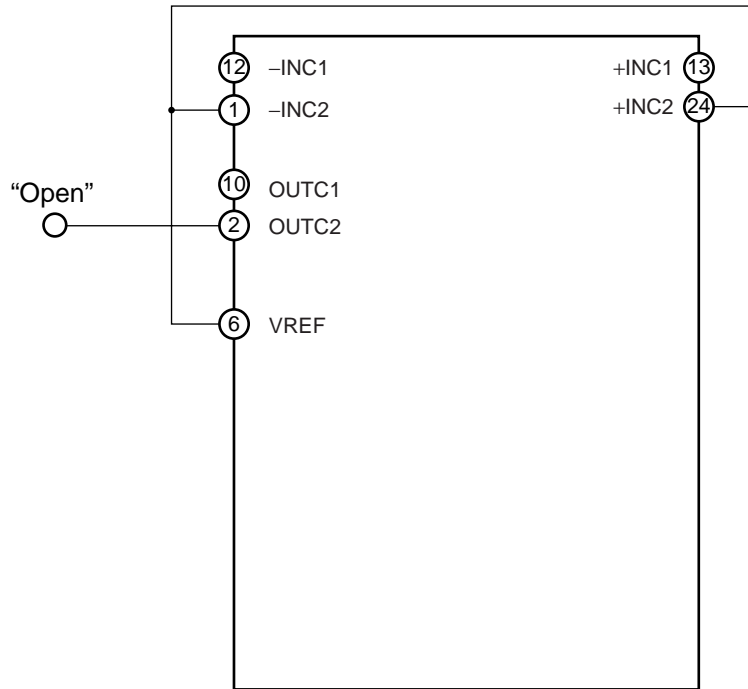 12 −INC1
+INC1 13
1 −INC2
+INC2 24
10 OUTC1
“Open”
2 OUTC2
6 VREF